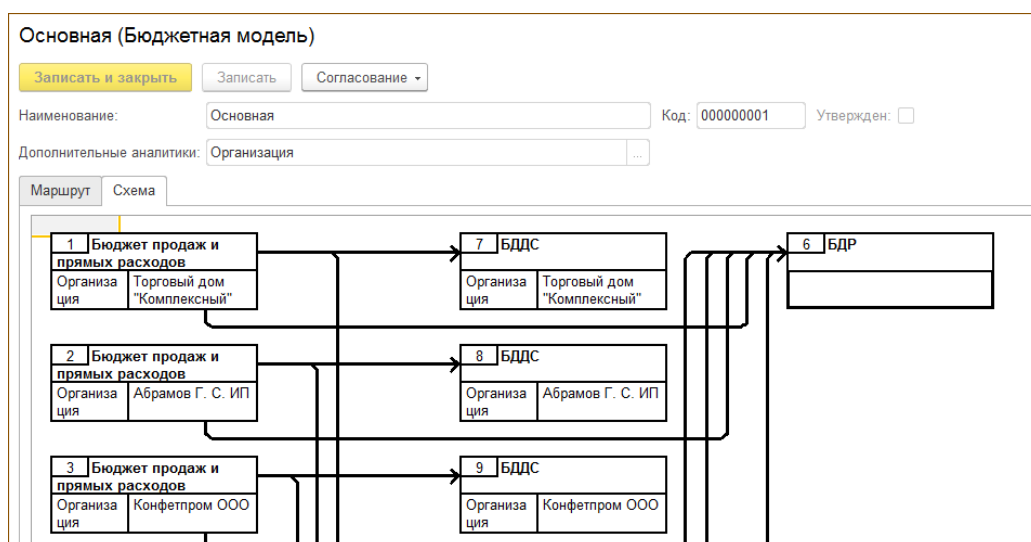 Основная (Бюджетная модель)
Записать и закрыть Записать Согласование
Наименование: Основная Код: 000000001 Утвержден:
Дополнительные аналитики: Организация ...
Маршрут Схема
1 Бюджет продаж и
прямых расходов
Организа
ция
Торговый дом
"Комплексный"
7 БДДС
Организа
ция
Торговый дом
"Комплексный"
6 БДР
2 Бюджет продаж и
прямых расходов
Организа
ция
Абрамов Г. С. ИП
8 БДДС
Организа
ция
Абрамов Г. С. ИП
3 Бюджет продаж и
прямых расходов
Организа
ция
Конфетпром ООО
9 БДДС
Организа
ция
Конфетпром ООО